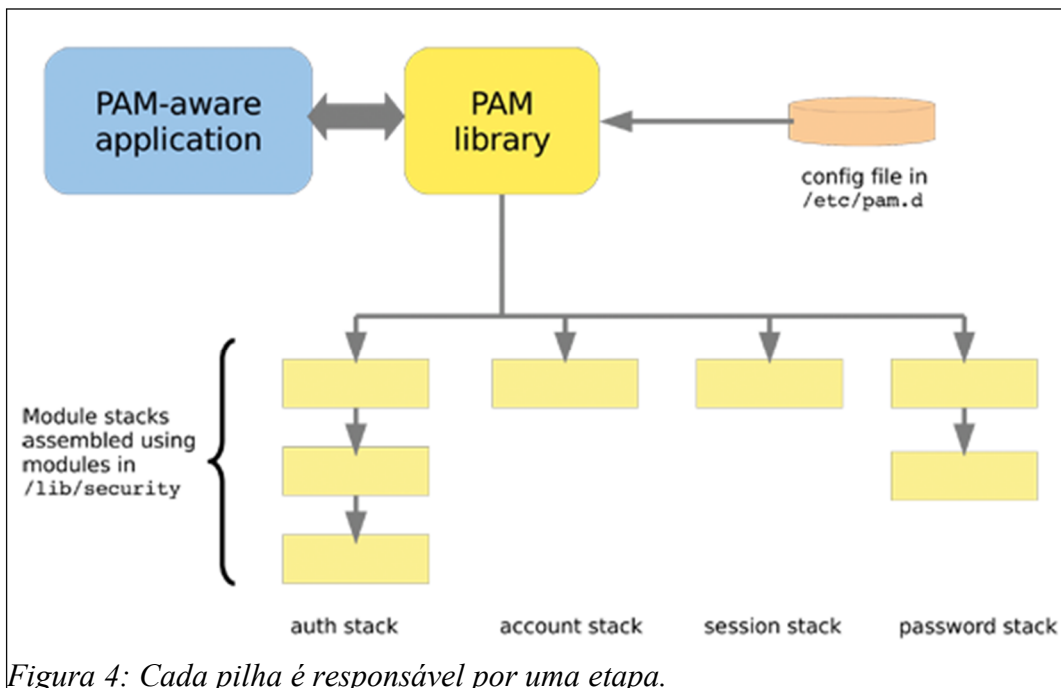 PAM-aware
application
PAM
library
config file in
/etc/pam.d
Module stacks
assembled using
modules in
/lib/security
auth stack
account stack
session stack
password stack
Figura 4: Cada pilha é responsável por uma etapa.